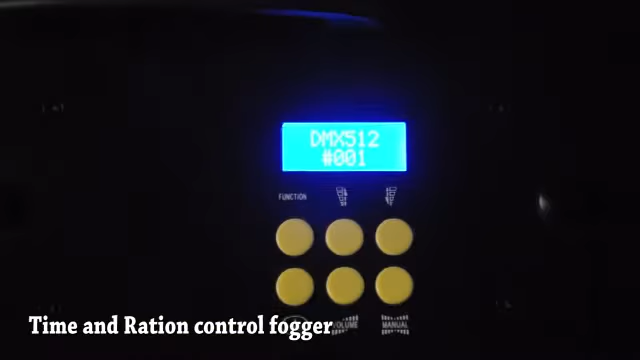 DMX512
#001
FUNCTION
VOLUME MANUAL
Time and Ration control fogger